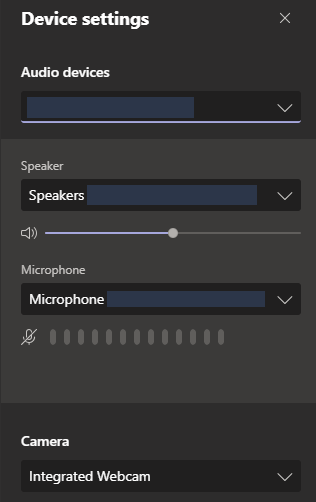 Device settings
Audio devices
Speaker
Speakers
Microphone
Microphone
Camera
Integrated Webcam